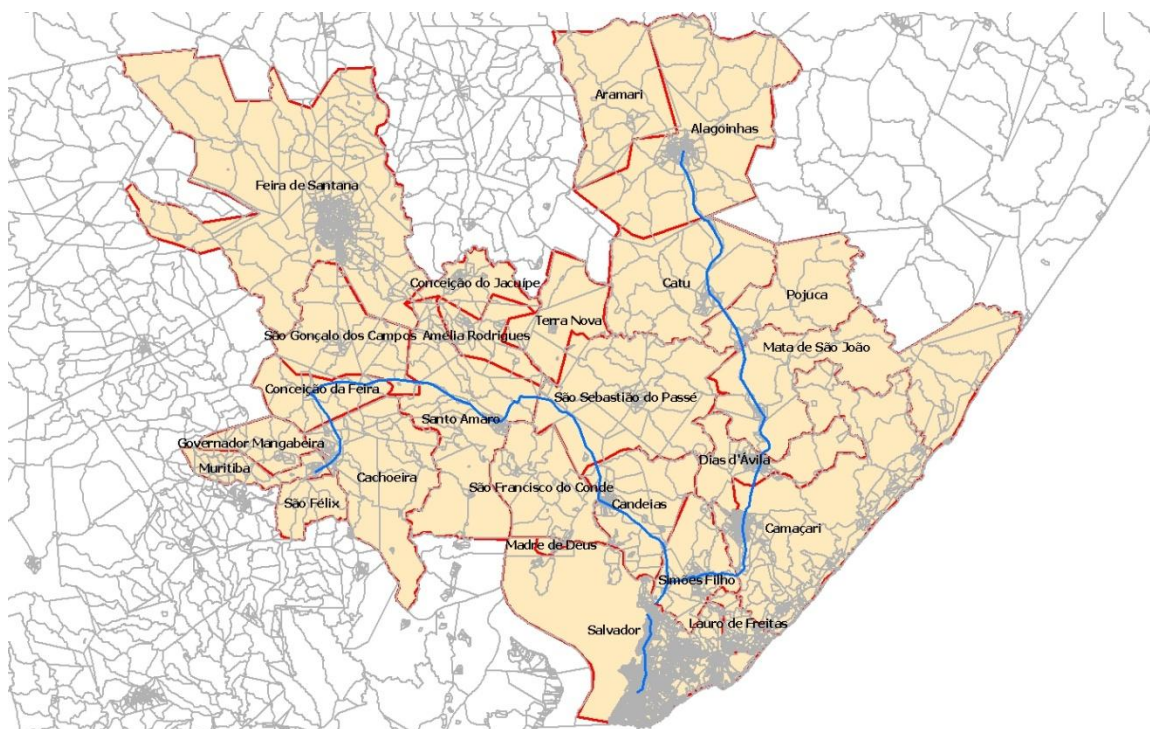 Aramari
Alagoinhas
Feira de Santana
Conceição do Jacuípe
Catu
Pojuca
Terra Nova
São Gonçalo dos Campos
Amélia Rodrigues
Mata de São João
Conceição da Feira
São Sebastião do Passé
Santo Amaro
Governador Mangabeira
Muritiba
Dias d'Ávila
Cachoeira
São Francisco do Conde
São Félix
Candeias
Camaçari
Madre de Deus
Simões Filho
Salvador
Lauro de Freitas